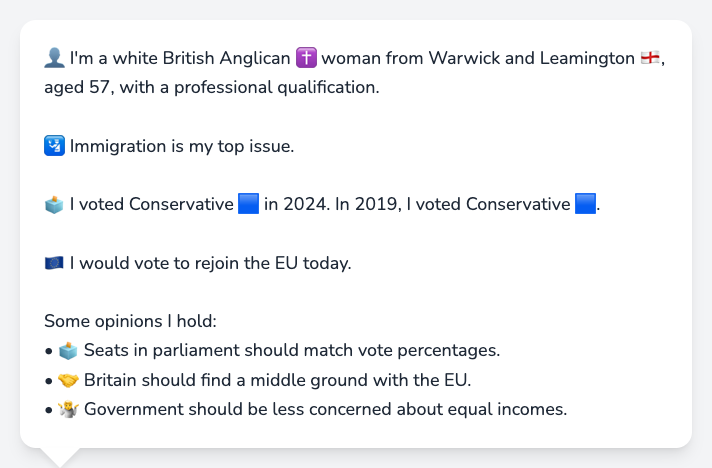 👤 I'm a white British Anglican ✝️ woman from Warwick and Leamington 🏴󠁧󠁢󠁥󠁮󠁧󠁿,
aged 57, with a professional qualification.
🛂 Immigration is my top issue.
🗳️ I voted Conservative 🟦 in 2024. In 2019, I voted Conservative 🟦.
🇪🇺 I would vote to rejoin the EU today.
Some opinions I hold:
• 🗳️ Seats in parliament should match vote percentages.
• 🤝 Britain should find a middle ground with the EU.
• 🤷 Government should be less concerned about equal incomes.